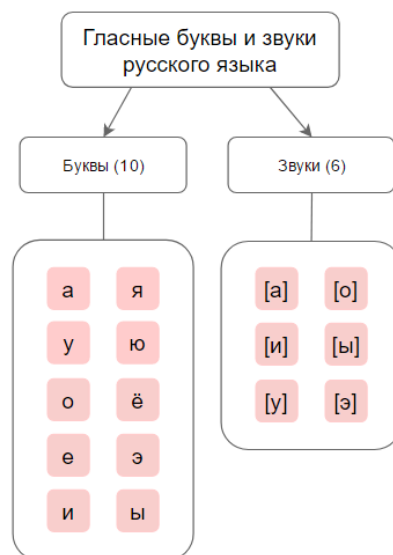 Гласные буквы и звуки
русского языка
Буквы (10)
Звуки (6)
а я
у ю
о ё
е э
и ы
[а] [о]
[и] [ы]
[у] [э]